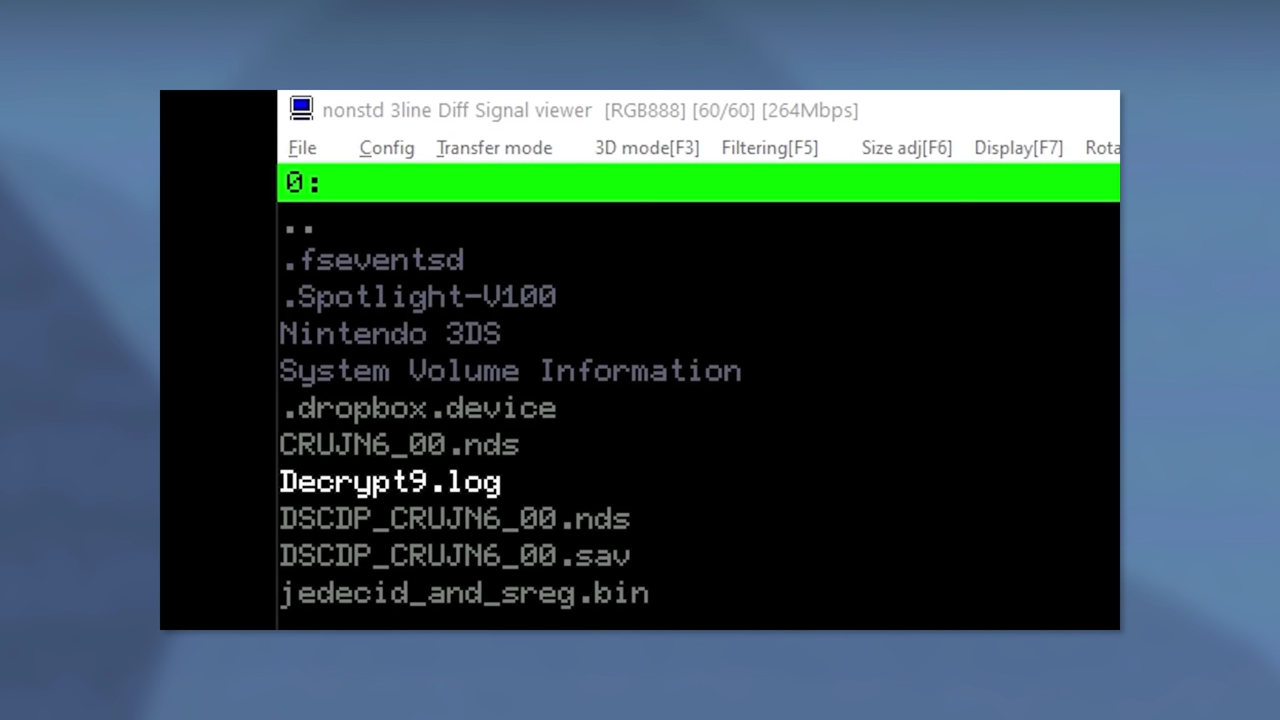 nonstd 3line Diff Signal viewer [RGB888] [60/60] [264Mbps]
File Config Transfer mode 3D mode[F3] Filtering[F5] Size adj[F6] Display[F7]
0:
..
.fseventsd
.Spotlight-V100
Nintendo 3DS
System Volume Information
.dropbox.device
CRUJN6_00.nds
Decrypt9.log
DSCDP_CRUJN6_00.nds
DSCDP_CRUJN6_00.sav
jedecid_and_sreg.bin